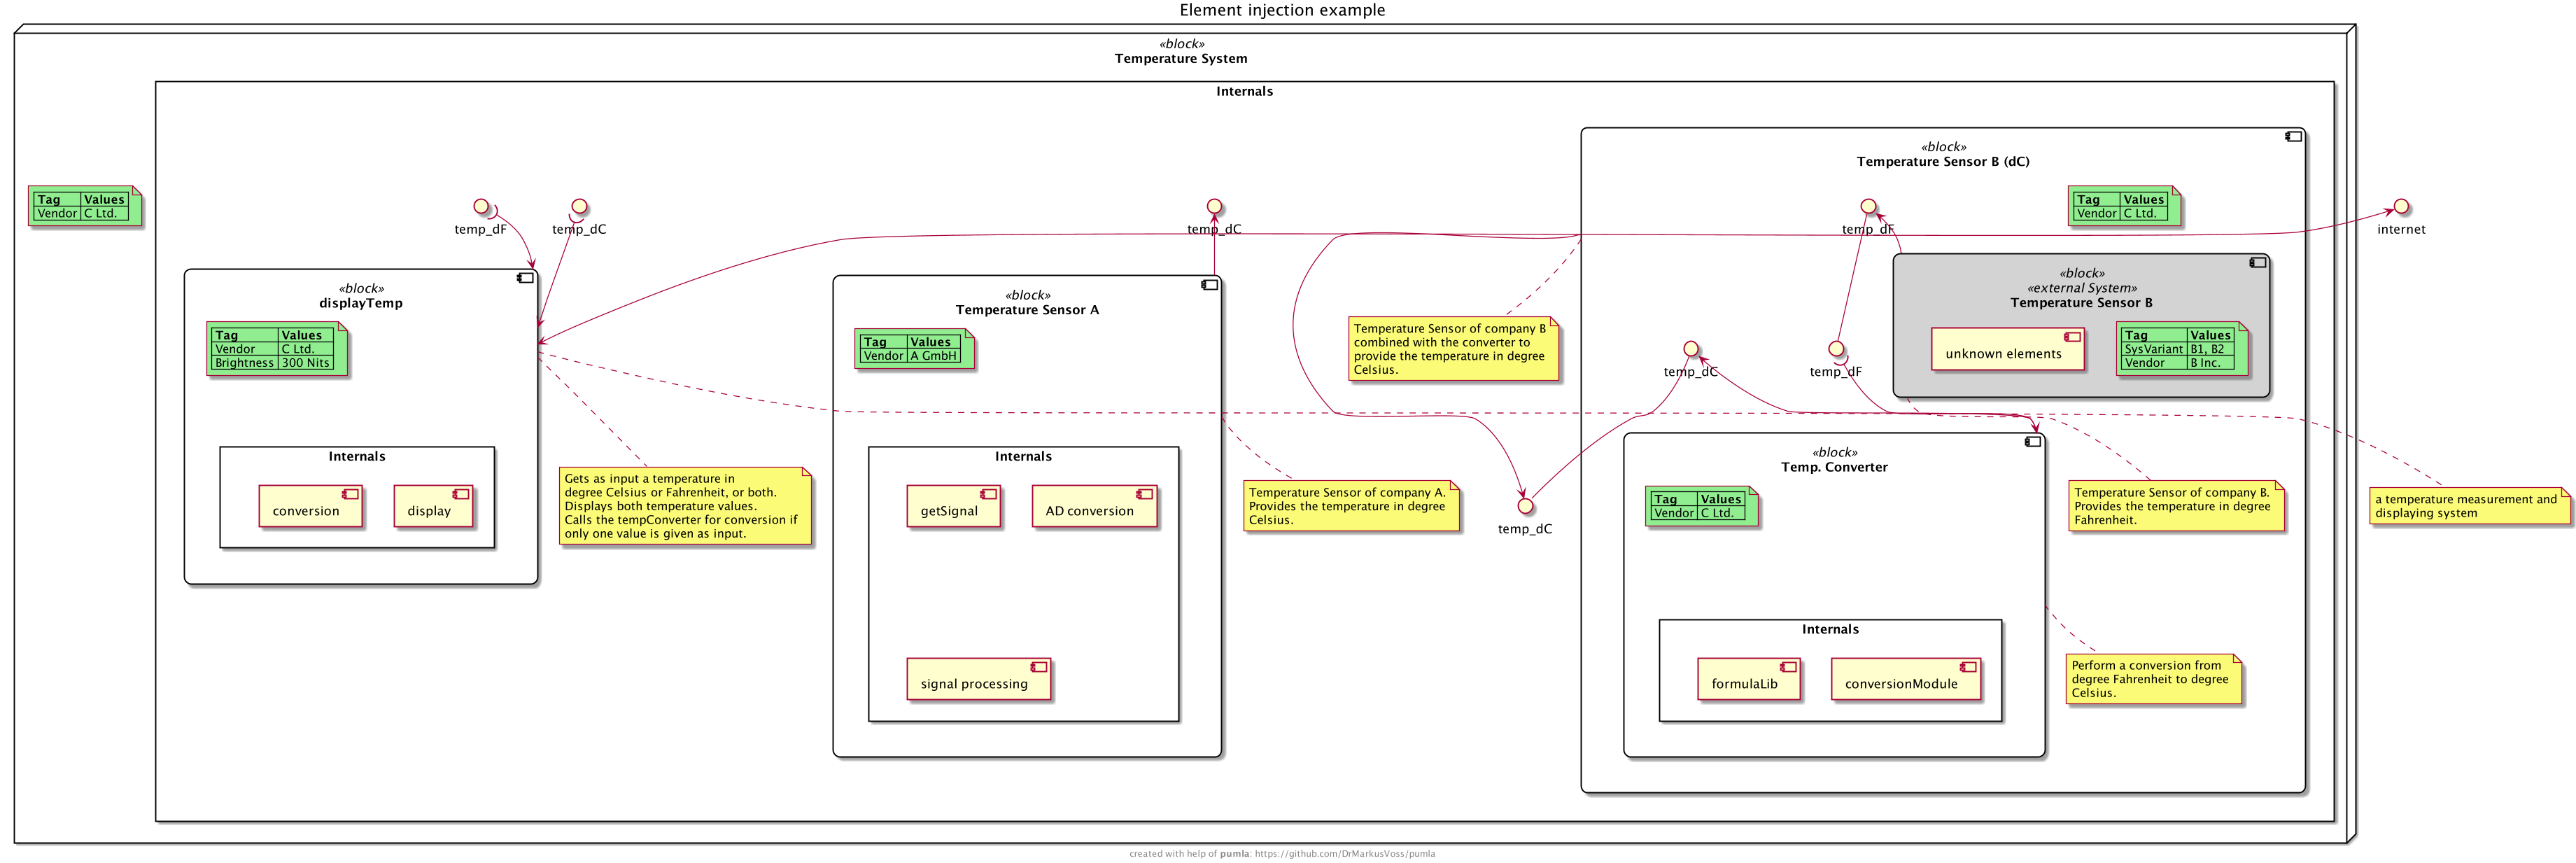 Element injection example
«block»
Temperature System
Internals
Tag Values
Vendor C Ltd.
temp_dF
temp_dC
«block»
displayTemp
Tag Values
Vendor C Ltd.
Brightness 300 Nits
Internals
conversion
display
Gets as input a temperature in
degree Celsius or Fahrenheit, or both.
Displays both temperature values.
Calls the tempConverter for conversion if
only one value is given as input.
temp_dC
«block»
Temperature Sensor A
Tag Values
Vendor A GmbH
Internals
getSignal
AD conversion
signal processing
Temperature Sensor of company A.
Provides the temperature in degree
Celsius.
Temperature Sensor of company B
combined with the converter to
provide the temperature in degree
Celsius.
temp_dC
«block»
Temperature Sensor B (dC)
Tag Values
Vendor C Ltd.
temp_dF
«block»
«external System»
Temperature Sensor B
unknown elements
Tag Values
SysVariant B1, B2
Vendor B Inc.
temp_dC
temp_dF
«block»
Temp. Converter
Tag Values
Vendor C Ltd.
Internals
formulaLib
conversionModule
Temperature Sensor of company B.
Provides the temperature in degree
Fahrenheit.
Perform a conversion from
degree Fahrenheit to degree
Celsius.
internet
a temperature measurement and
displaying system
created with help of pumla: https://github.com/DrMarkusVoss/pumla